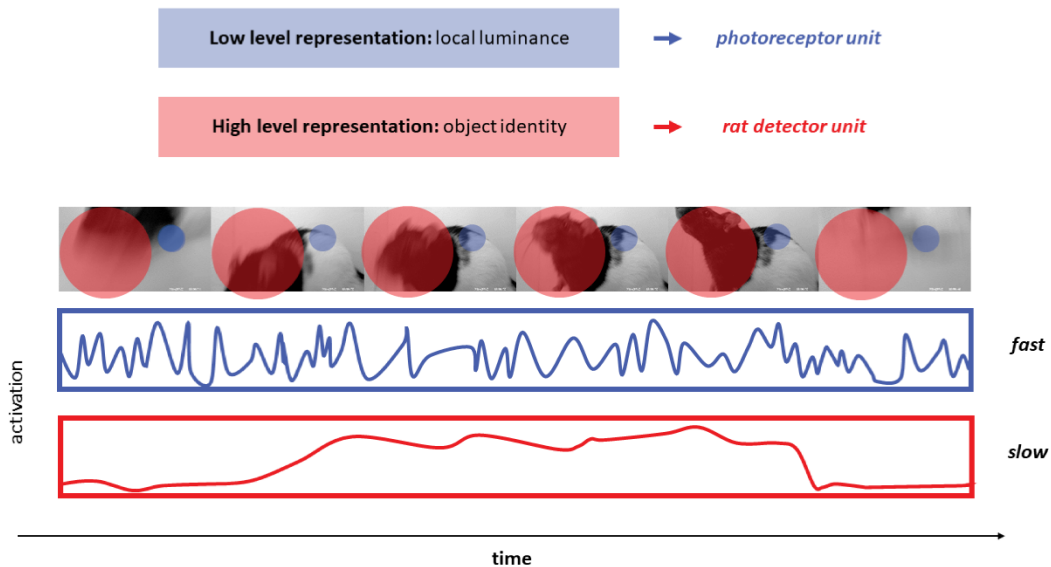 Low level representation: local luminance
photoreceptor unit
High level representation: object identity
rat detector unit
fast
activation
slow
time